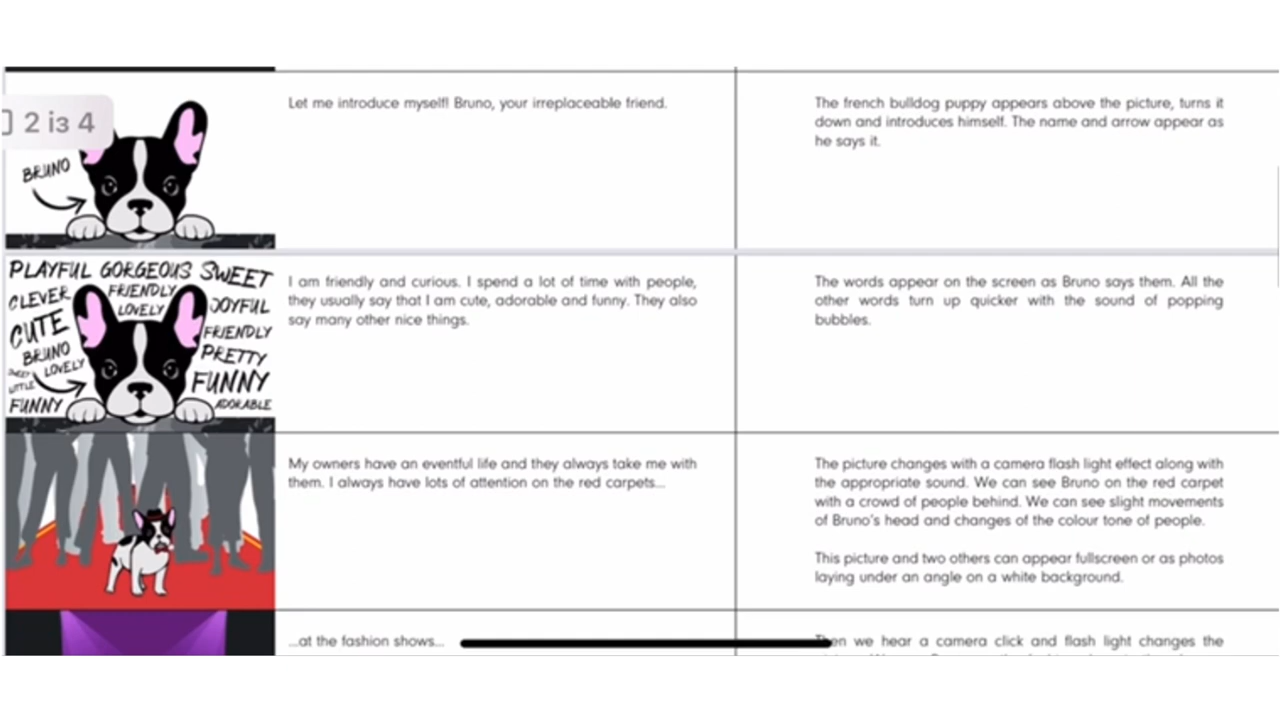 2 із 4
BRUNO
Let me introduce myself! Bruno, your irreplaceable friend.
The french bulldog puppy appears above the picture, turns it
down and introduces himself. The name and arrow appear as
he says it.
PLAYFUL GORGEOUS SWEET
CLEVER FRIENDLY JOYFUL
LOVELY
CUTE FRIENDLY
BRUNO PRETTY
SWEET LOVELY FUNNY
LITTLE
FUNNY ADORABLE
I am friendly and curious. I spend a lot of time with people,
they usually say that I am cute, adorable and funny. They also
say many other nice things.
The words appear on the screen as Bruno says them. All the
other words turn up quicker with the sound of popping
bubbles.
My owners have an eventful life and they always take me with
them. I always have lots of attention on the red carpets...
The picture changes with a camera flash light effect along with
the appropriate sound. We can see Bruno on the red carpet
with a crowd of people behind. We can see slight movements
of Bruno's head and changes of the colour tone of people.
This picture and two others can appear fullscreen or as photos
laying under an angle on a white background.
...at the fashion shows...
we hear a camera click and flash light changes the